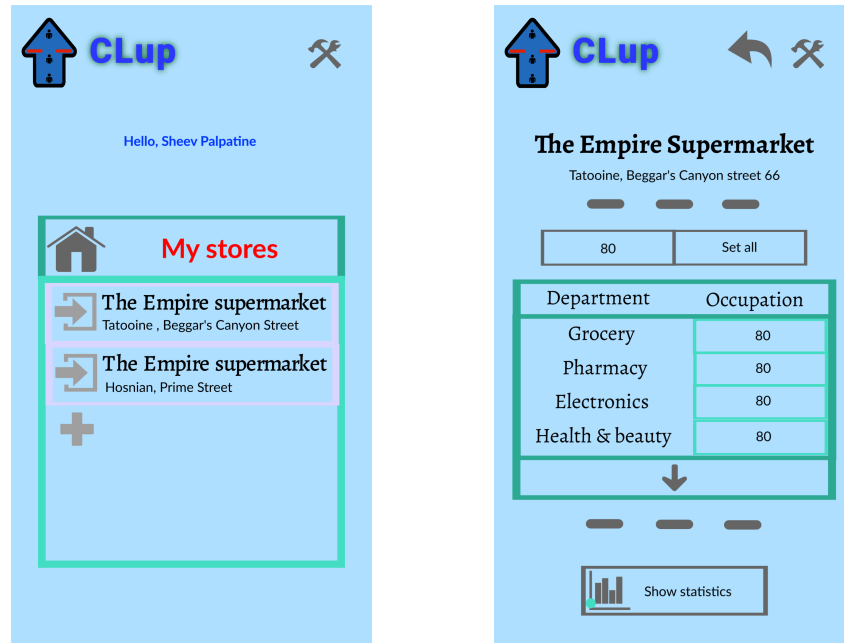 CLup
Hello, Sheev Palpatine
My stores
The Empire supermarket
Tatooine , Beggar's Canyon Street
The Empire supermarket
Hosnian, Prime Street
CLup
The Empire Supermarket
Tatooine, Beggar's Canyon street 66
80 Set all
Department Occupation
Grocery 80
Pharmacy 80
Electronics 80
Health & beauty 80
Show statistics